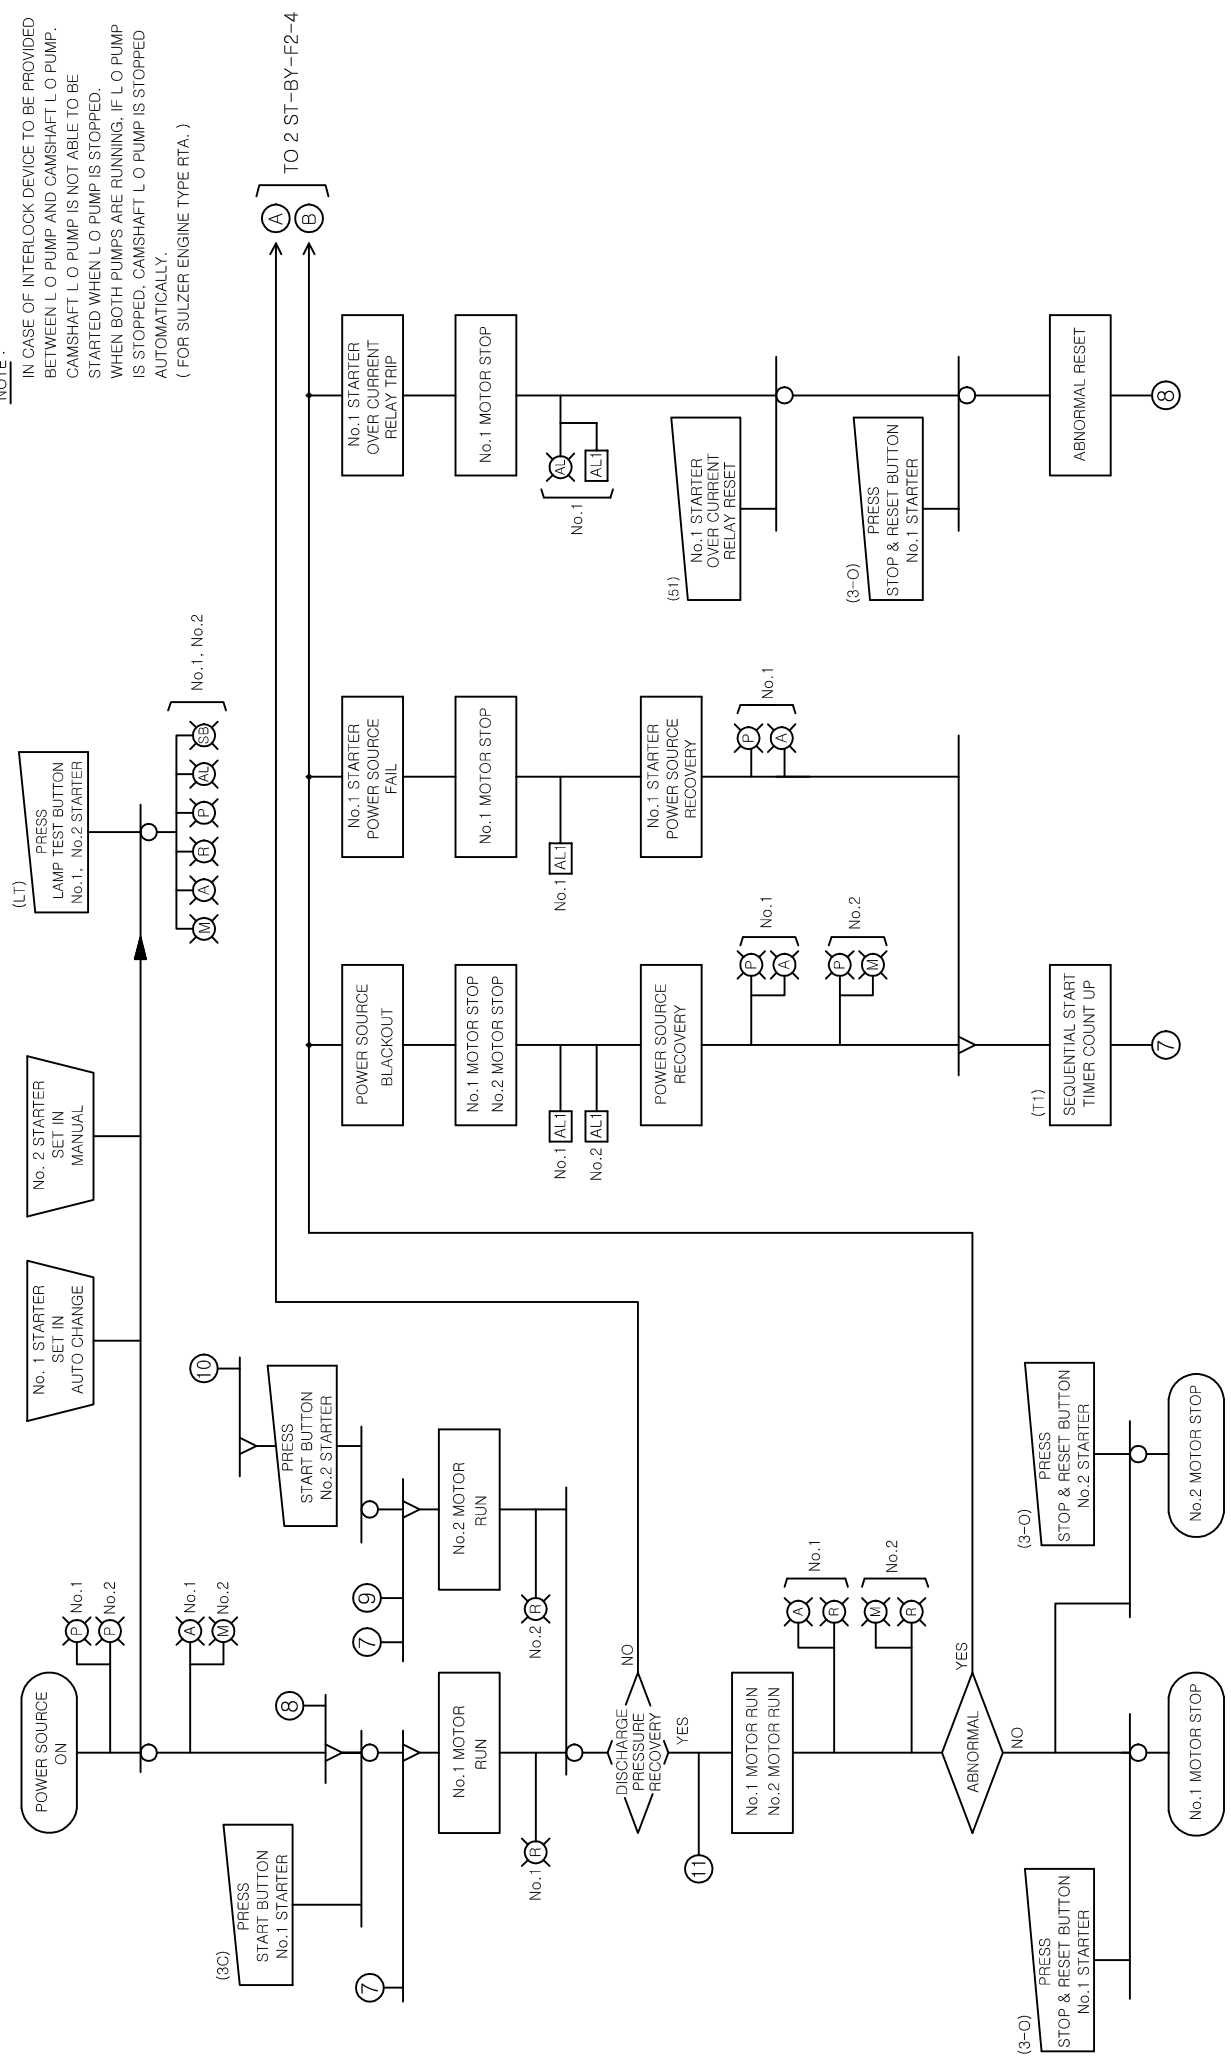 NOTE :
IN CASE OF INTERLOCK DEVICE TO BE PROVIDED
BETWEEN L O PUMP AND CAMSHAFT L O PUMP.
CAMSHAFT L O PUMP IS NOT ABLE TO BE
STARTED WHEN L O PUMP IS STOPPED.
WHEN BOTH PUMPS ARE RUNNING, IF L O PUMP
IS STOPPED, CAMSHAFT L O PUMP IS STOPPED
AUTOMATICALLY.
( FOR SULZER ENGINE TYPE RTA. )
POWER SOURCE
ON
P No.1
P No.2
A No.1
M No.2
No. 1 STARTER
SET IN
AUTO CHANGE
No. 2 STARTER
SET IN
MANUAL
(LT)
PRESS
LAMP TEST BUTTON
No.1, No.2 STARTER
M A R P AL SB
No.1, No.2
8
10
(3C)
PRESS
START BUTTON
No.1 STARTER
PRESS
START BUTTON
No.2 STARTER
7
7
9
No.1 MOTOR
RUN
No.2 MOTOR
RUN
No.1 R
No.2 R
DISCHARGE
PRESSURE
RECOVERY
NO
YES
11
No.1 MOTOR RUN
No.2 MOTOR RUN
A
R
No.1
M
R
No.2
ABNORMAL
YES
NO
(3-O)
PRESS
STOP & RESET BUTTON
No.1 STARTER
(3-O)
PRESS
STOP & RESET BUTTON
No.2 STARTER
No.1 MOTOR STOP
No.2 MOTOR STOP
A
B
TO 2 ST-BY-F2-4
POWER SOURCE
BLACKOUT
No.1 MOTOR STOP
No.2 MOTOR STOP
No.1 AL1
No.2 AL1
POWER SOURCE
RECOVERY
P
A
No.1
P
M
No.2
No.1 STARTER
POWER SOURCE
FAIL
No.1 MOTOR STOP
No.1 AL1
No.1 STARTER
POWER SOURCE
RECOVERY
P
A
No.1
(T1)
SEQUENTIAL START
TIMER COUNT UP
7
No.1 STARTER
OVER CURRENT
RELAY TRIP
No.1 MOTOR STOP
AL
AL1
No.1
(51)
No.1 STARTER
OVER CURRENT
RELAY RESET
(3-O)
PRESS
STOP & RESET BUTTON
No.1 STARTER
ABNORMAL RESET
8